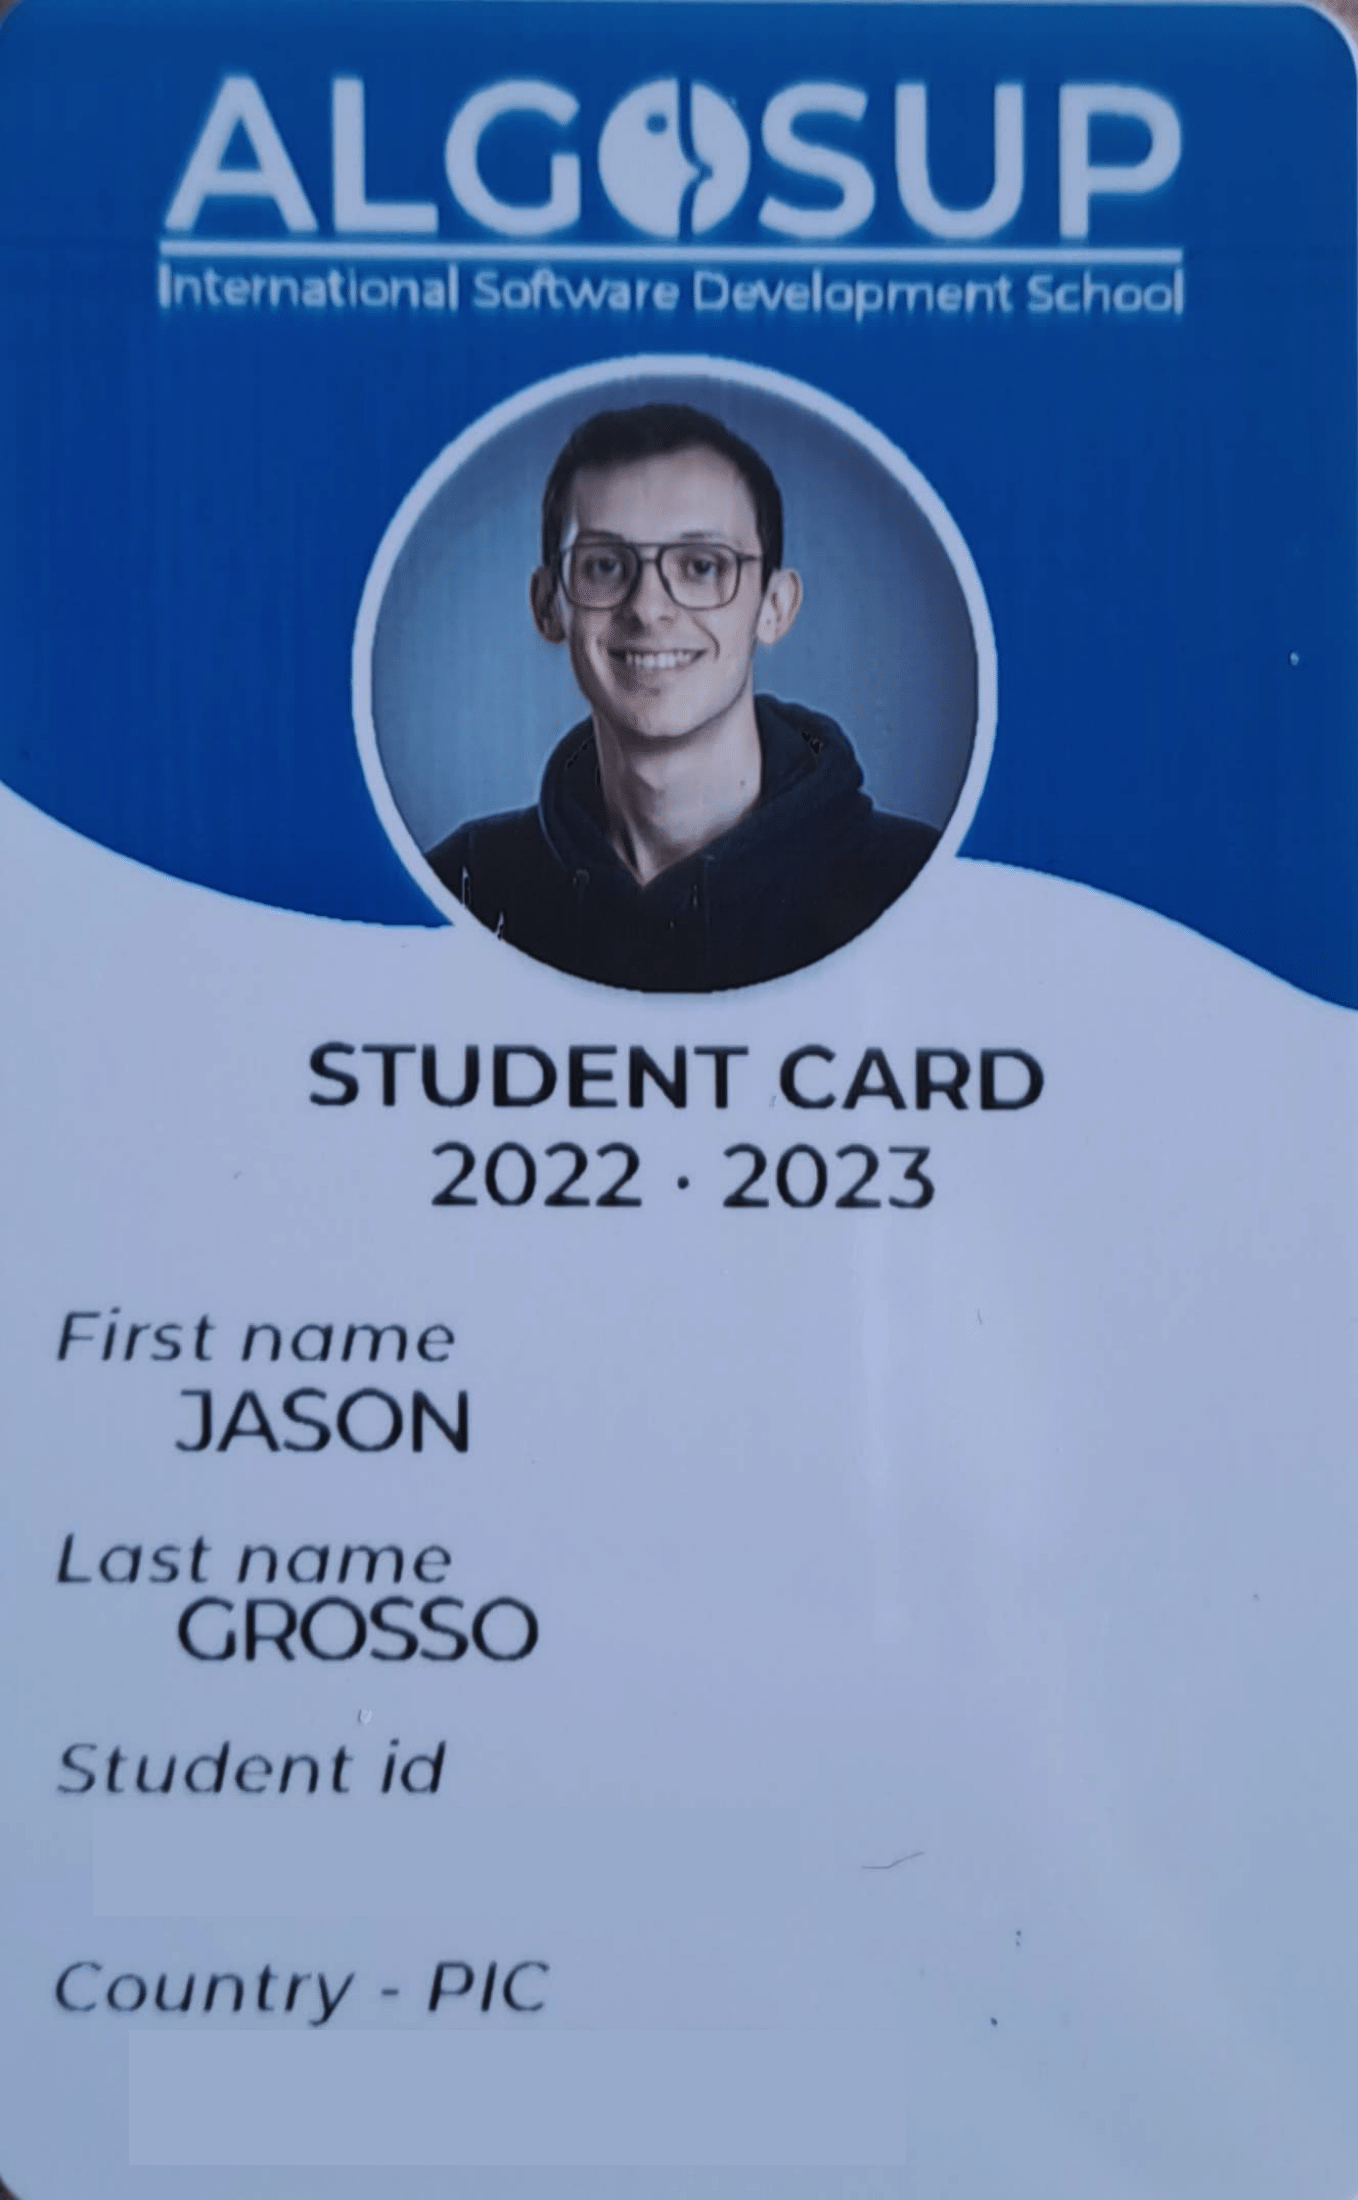 ALGOSUP
International Software Development School
STUDENT CARD
2022 · 2023
First name
JASON
Last name
GROSSO
Student id
Country - PIC